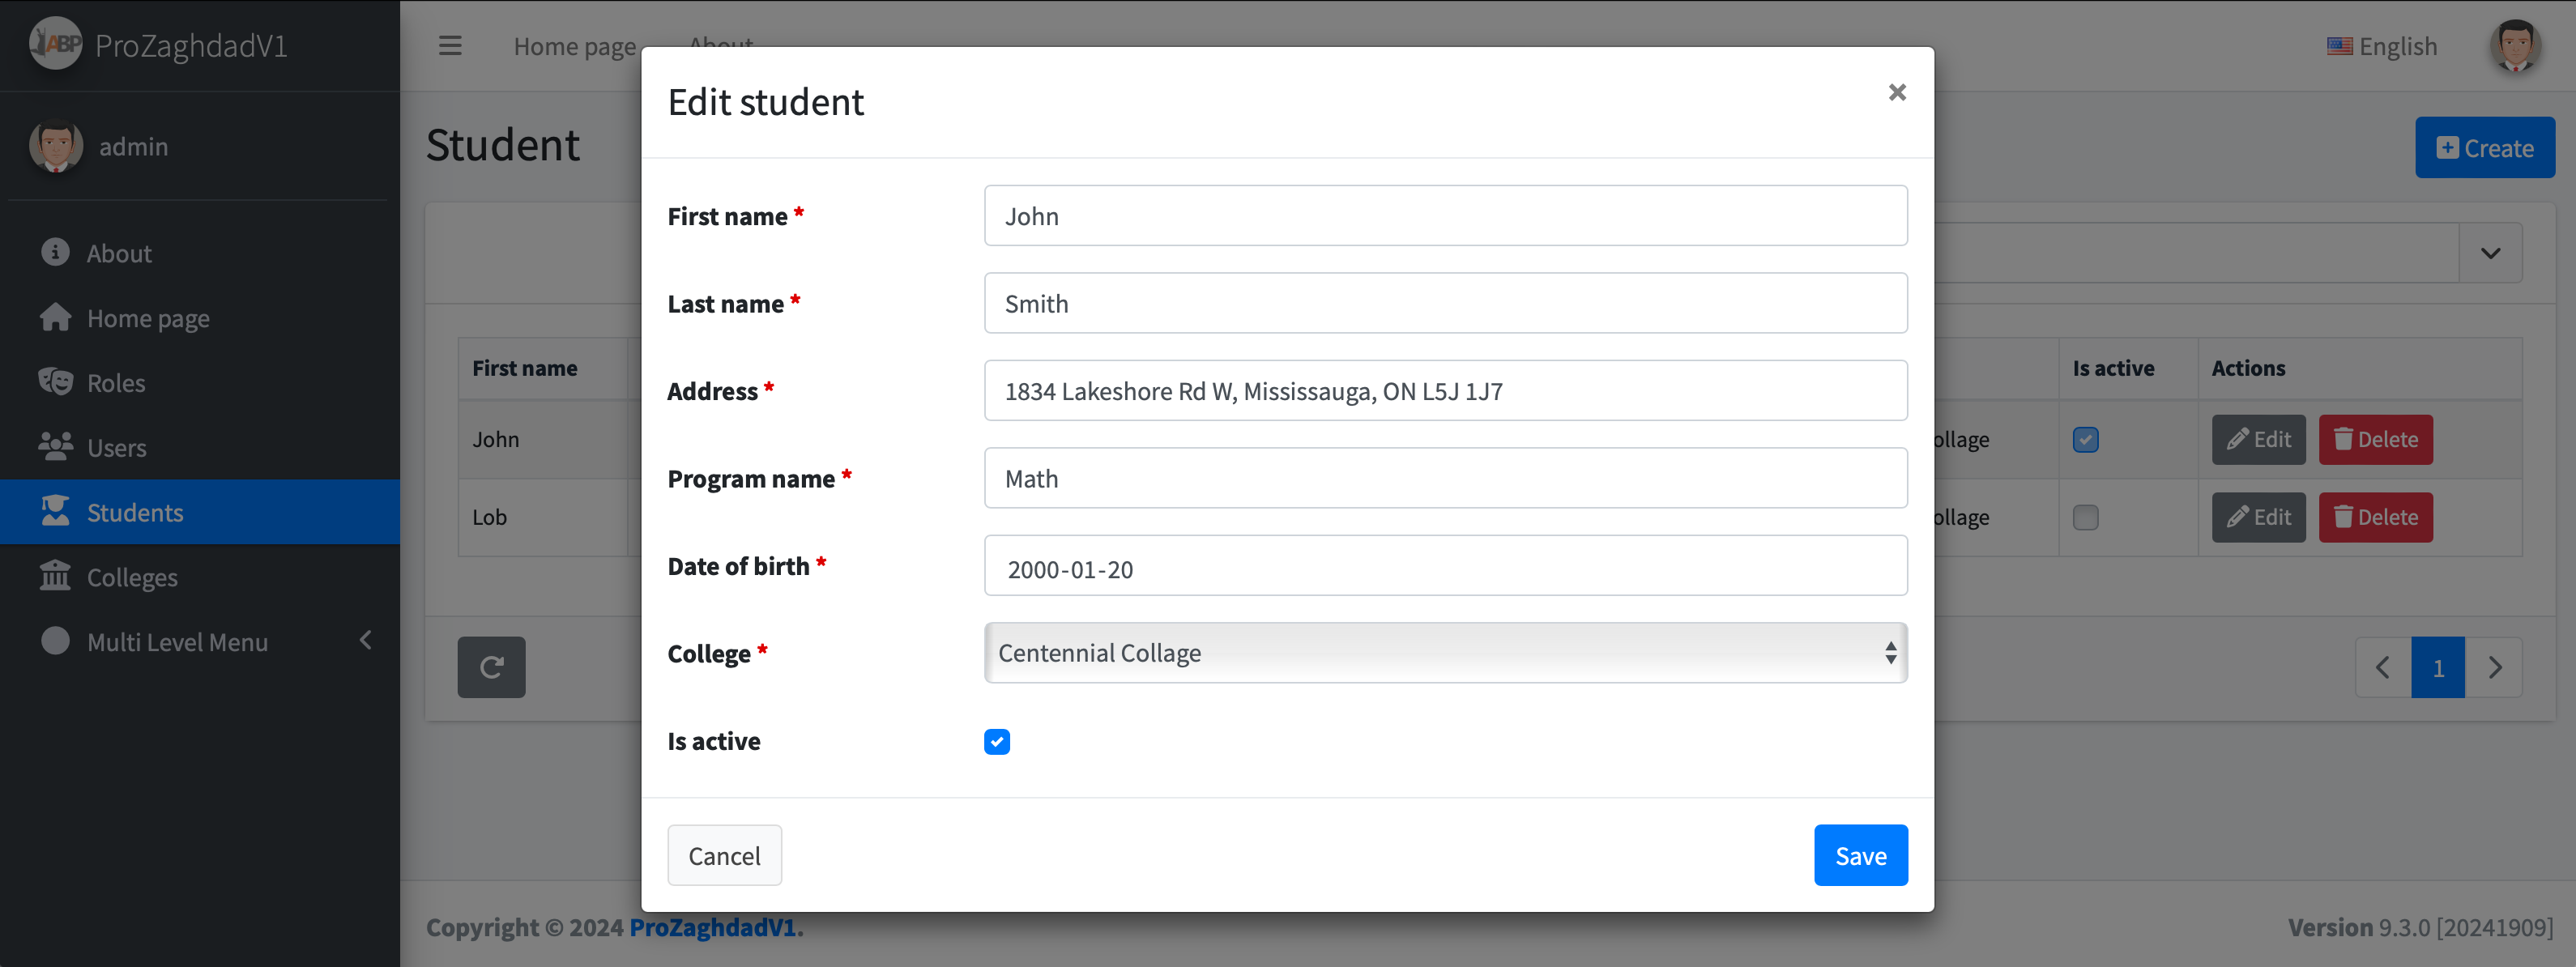 ABP ProZaghdadV1
Home page About
English
admin
Student
Create
About
Home page
Roles
Users
Students
Colleges
Multi Level Menu
First name
Is active
Actions
John
ollage
Edit
Delete
Lob
ollage
Edit
Delete
1
Edit student
×
First name *
John
Last name *
Smith
Address *
1834 Lakeshore Rd W, Mississauga, ON L5J 1J7
Program name *
Math
Date of birth *
2000-01-20
College *
Centennial Collage
Is active
Cancel
Save
Copyright © 2024 ProZaghdadV1.
Version 9.3.0 [20241909]